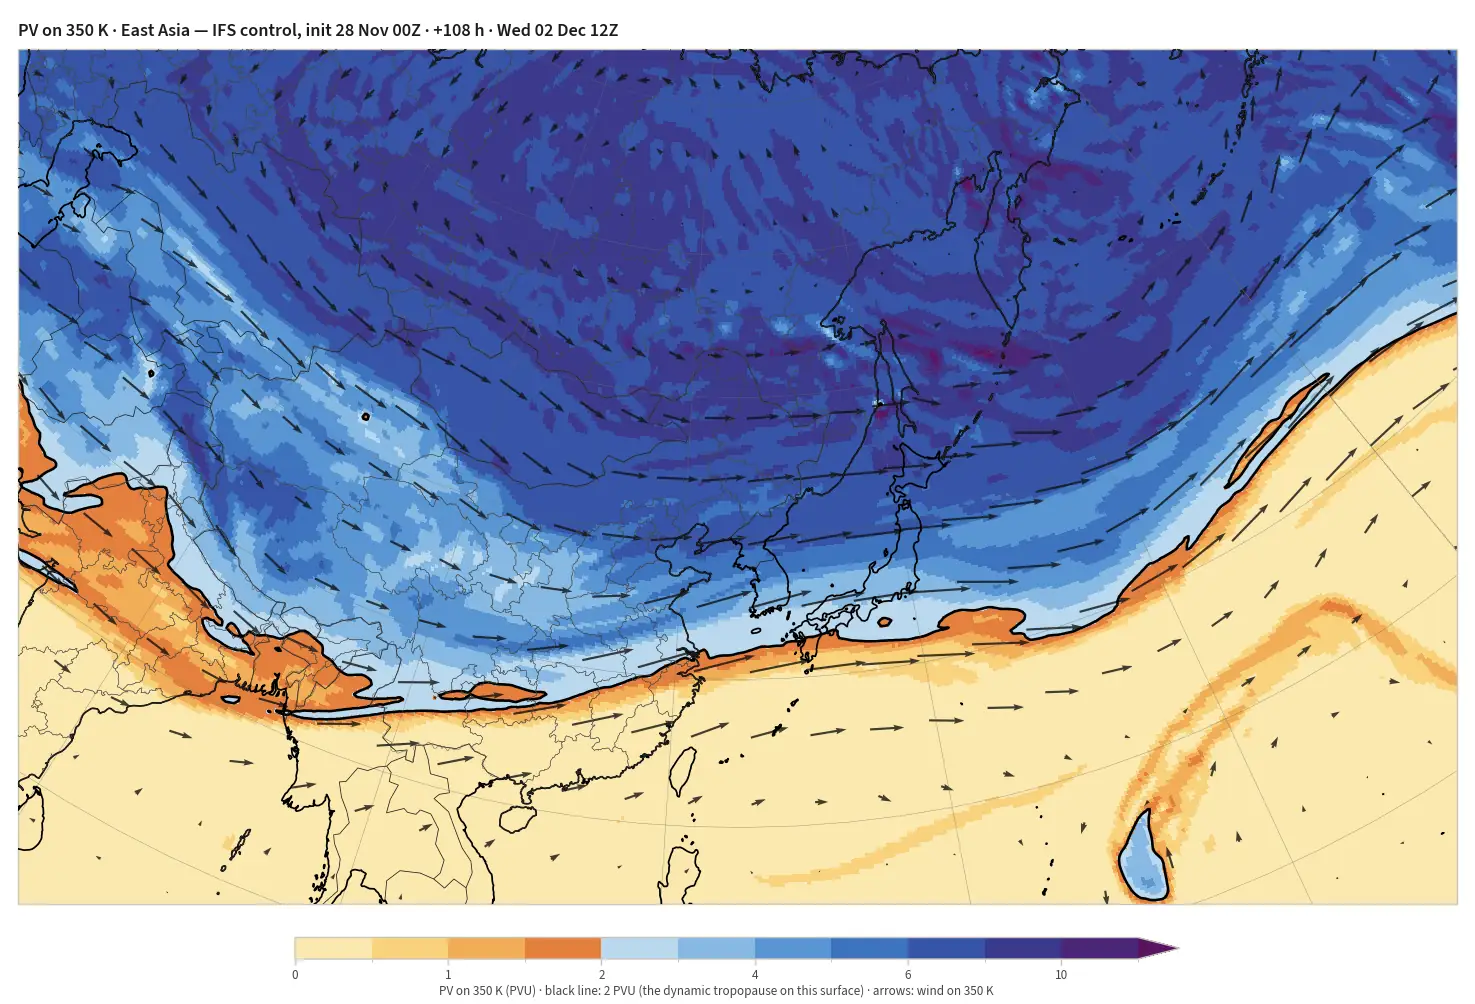 PV on 350 K · East Asia — IFS control, init 28 Nov 00Z · +108 h · Wed 02 Dec 12Z
0 1 2 4 6 10
PV on 350 K (PVU) · black line: 2 PVU (the dynamic tropopause on this surface) · arrows: wind on 350 K